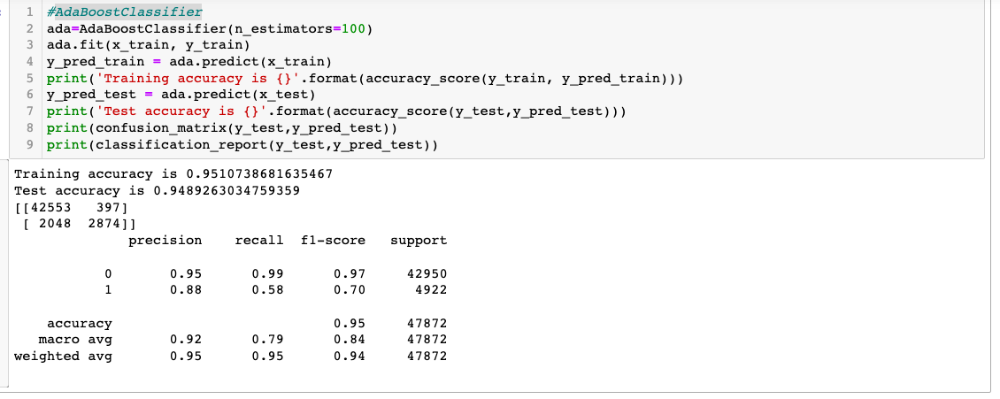 1 #AdaBoostClassifier
2 ada=AdaBoostClassifier(n_estimators=100)
3 ada.fit(x_train, y_train)
4 y_pred_train = ada.predict(x_train)
5 print('Training accuracy is {}'.format(accuracy_score(y_train, y_pred_train)))
6 y_pred_test = ada.predict(x_test)
7 print('Test accuracy is {}'.format(accuracy_score(y_test,y_pred_test)))
8 print(confusion_matrix(y_test,y_pred_test))
9 print(classification_report(y_test,y_pred_test))
Training accuracy is 0.9510738681635467
Test accuracy is 0.9489263034759359
[[42553   397]
 [ 2048  2874]]
              precision    recall  f1-score   support
           0       0.95      0.99      0.97     42950
           1       0.88      0.58      0.70      4922
    accuracy                           0.95     47872
   macro avg       0.92      0.79      0.84     47872
weighted avg       0.95      0.95      0.94     47872